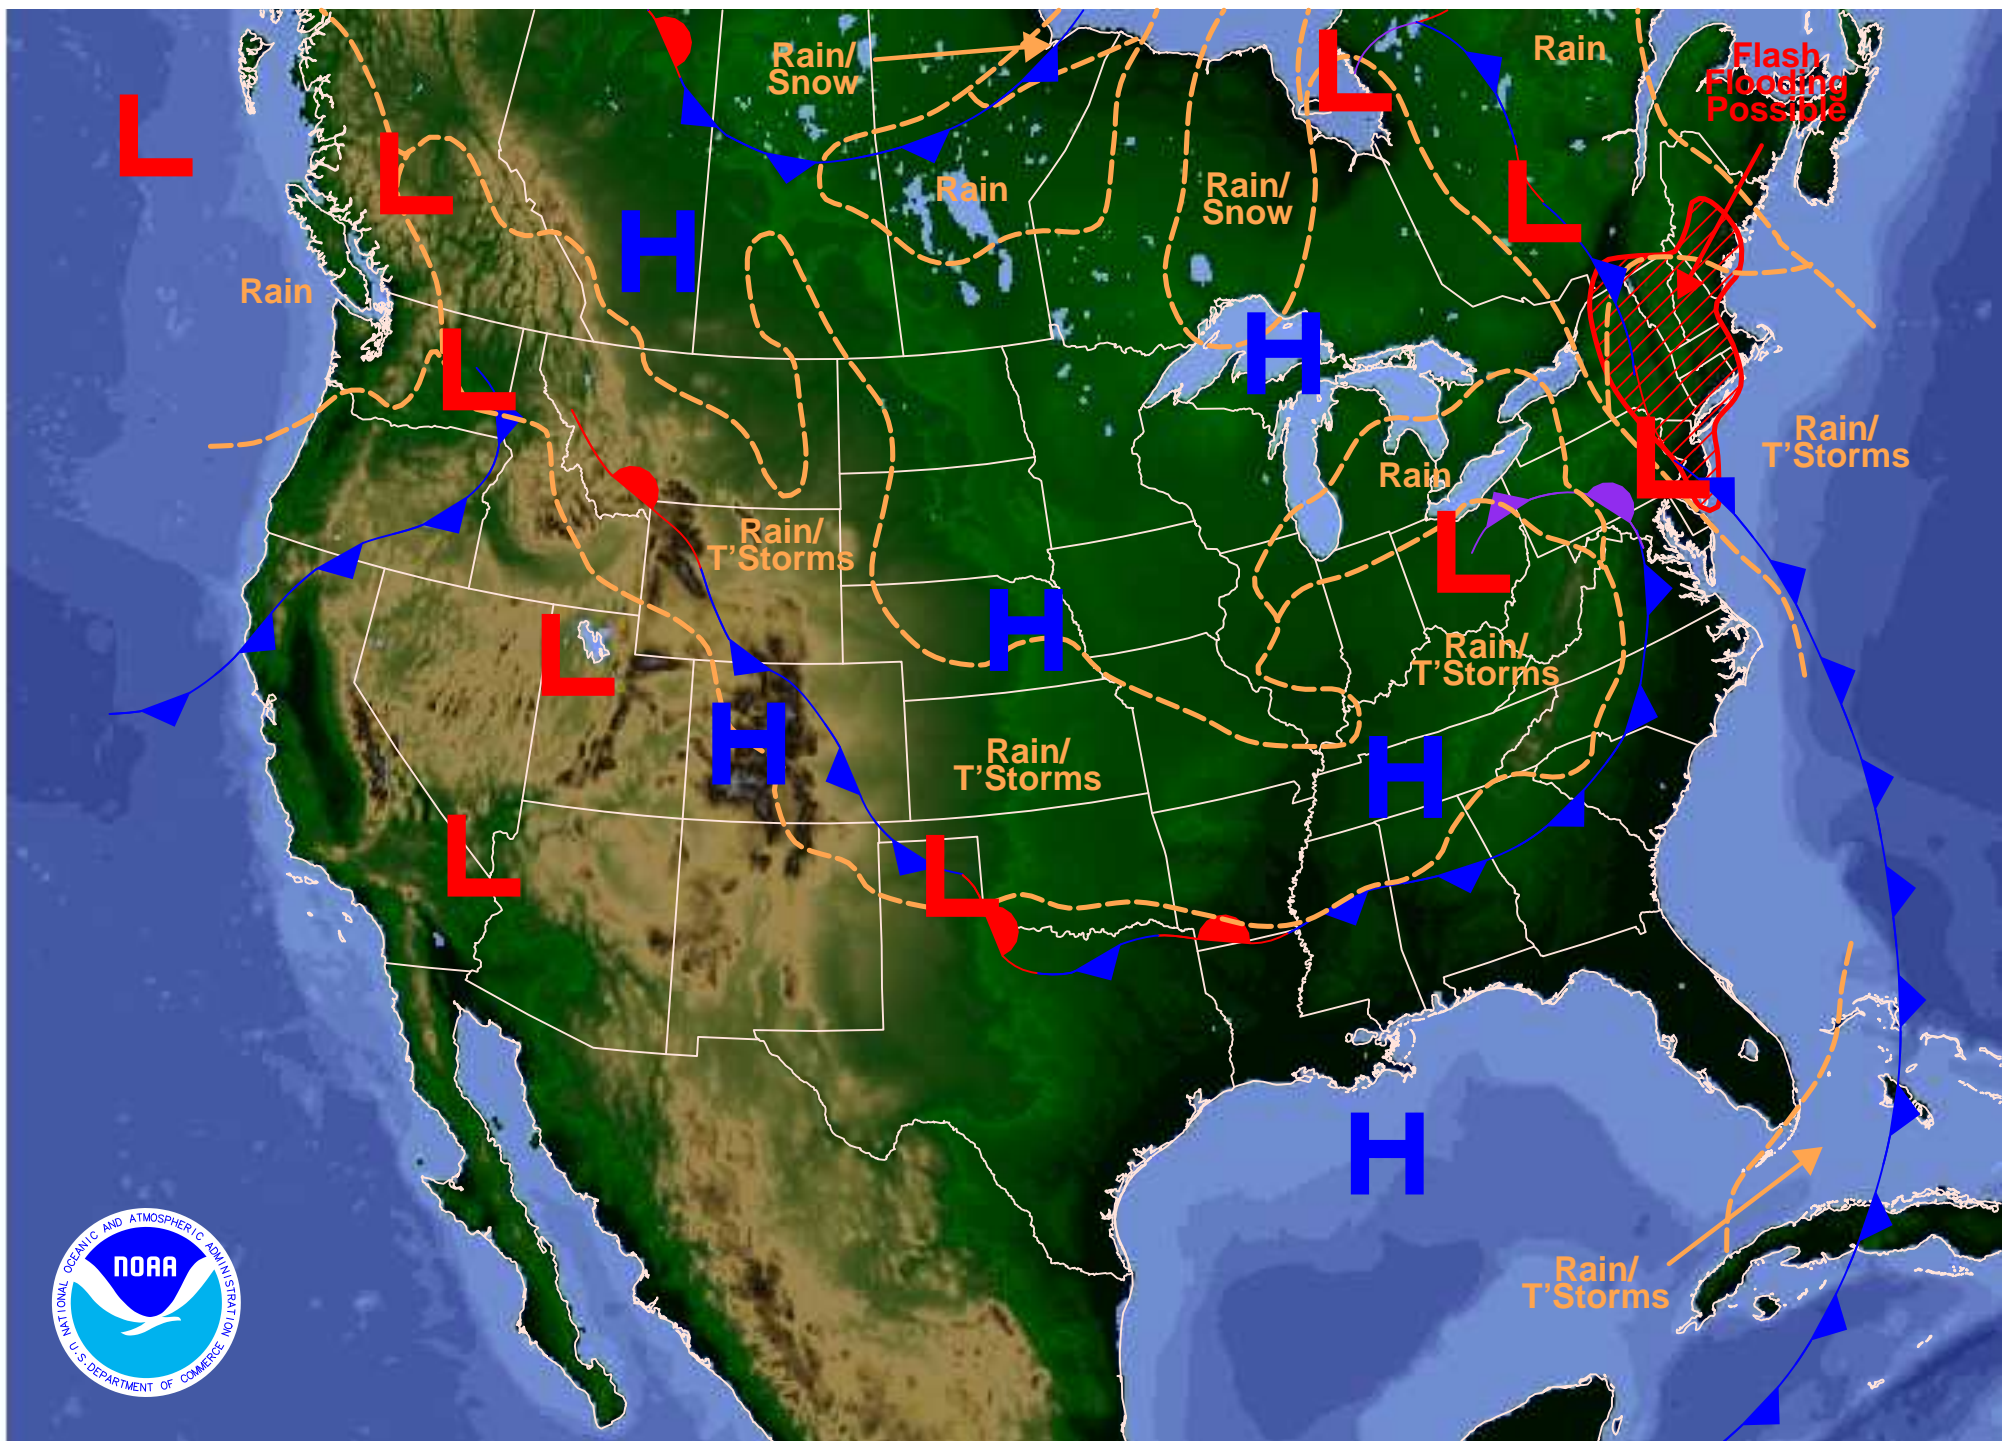 Rain/
Snow
Rain
Flash
Flooding
Possible
L
L
L
H
Rain
Rain/
Snow
L
Rain
L
H
Rain/
T'Storms
L
Rain
L
Rain/
T'Storms
L
H
L
Rain/
T'Storms
H
Rain/
T'Storms
H
L
L
H
Rain/
T'Storms
NATIONAL OCEANIC AND ATMOSPHERIC ADMINISTRATION
NOAA
U.S. DEPARTMENT OF COMMERCE